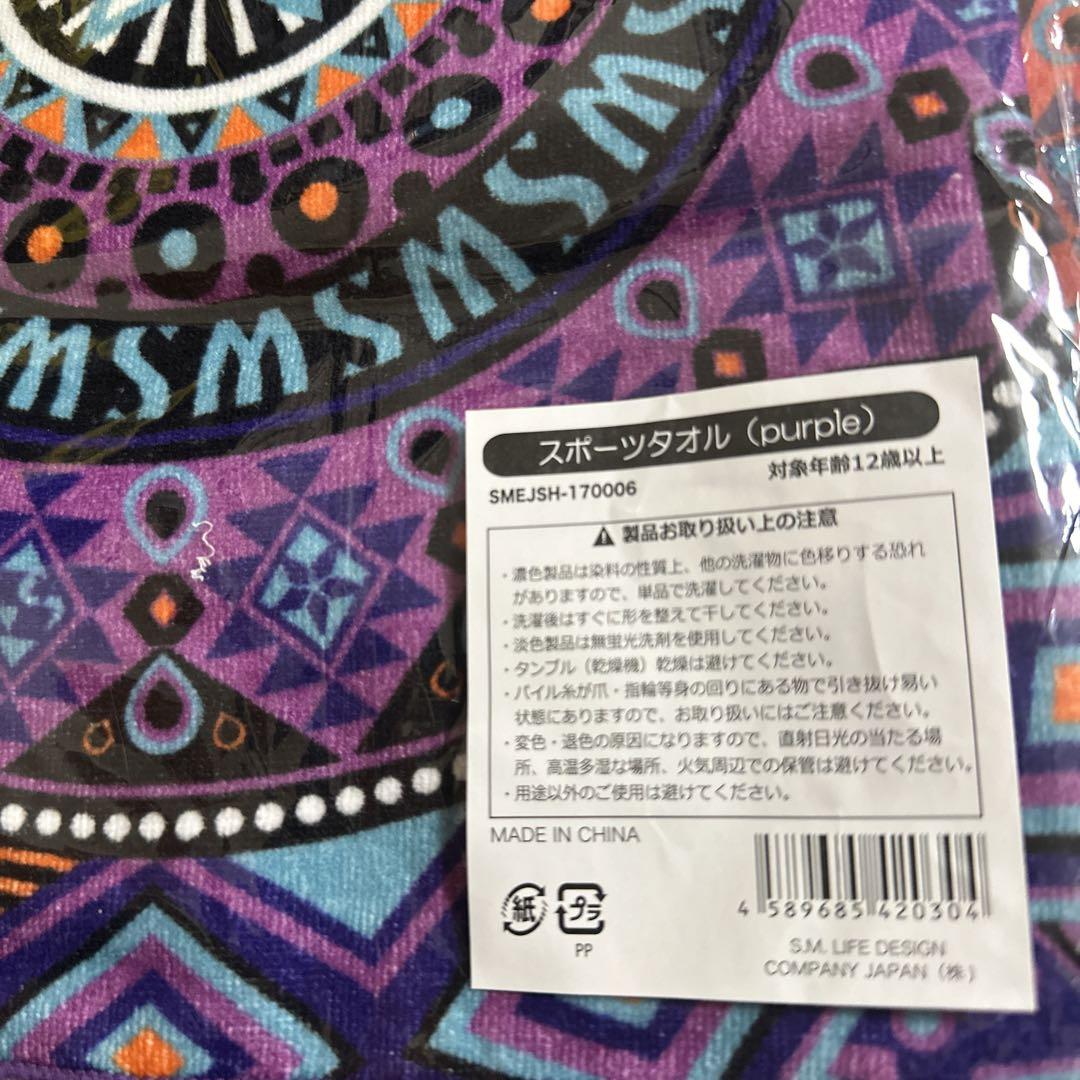 WSWSWSWSW
スポーツタオル（purple）
対象年齢12歳以上
SMEJSH-170006
⚠ 製品お取り扱い上の注意
・濃色製品は染料の性質上、他の洗濯物に色移りする恐れ
がありますので、単品で洗濯してください。
・洗濯後はすぐに形を整えて干してください。
・淡色製品は無蛍光洗剤を使用してください。
・タンブル（乾燥機）乾燥は避けてください。
・パイル糸が爪・指輪等身の回りにある物で引き抜け易い
状態にありますので、お取り扱いにはご注意ください。
・変色・退色の原因になりますので、直射日光の当たる場
所、高温多湿な場所、火気周辺での保管は避けてください。
・用途以外のご使用は避けてください。
MADE IN CHINA
紙
プラ
PP
4 589685 420304
S.M. LIFE DESIGN
COMPANY JAPAN（株）